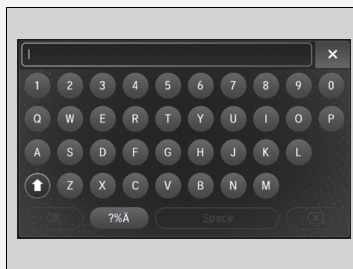 1 2 3 4 5 6 7 8 9 0
Q W E R T Y U I O P
A S D F G H J K L
Z X C V B N M
OK ?%Ä Space